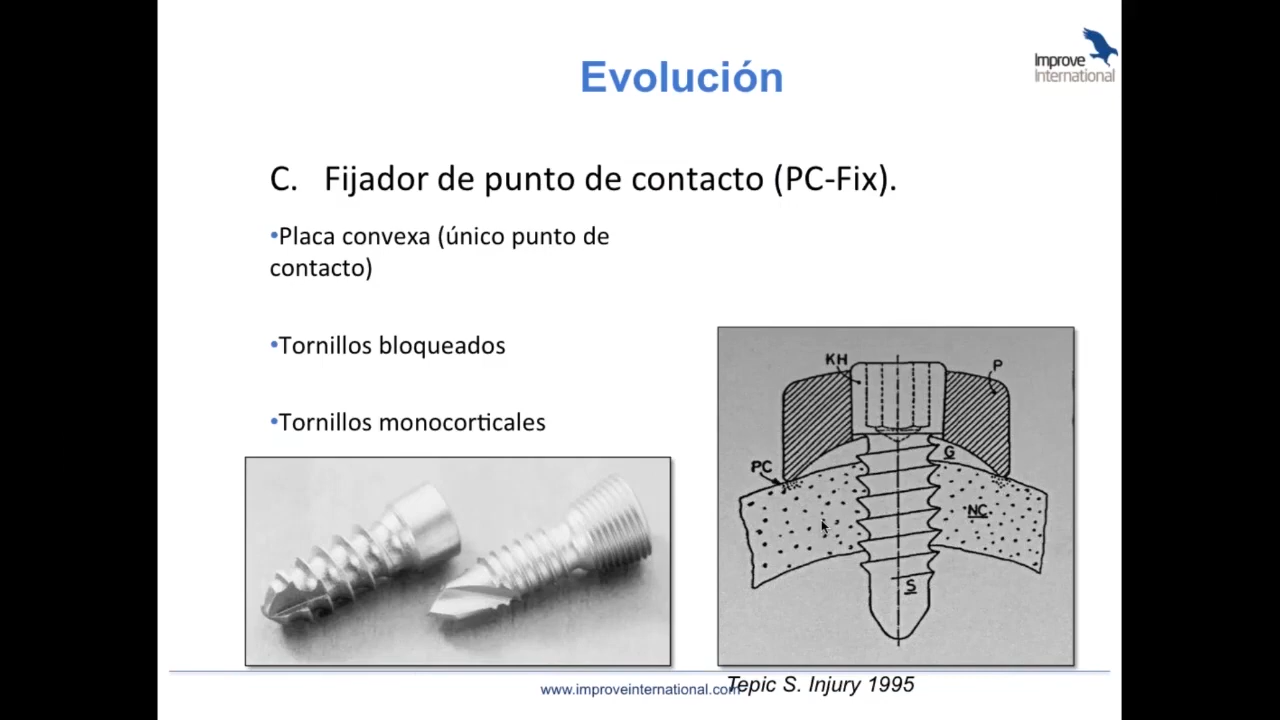 Evolución
Improve
International
C. Fijador de punto de contacto (PC-Fix).
•Placa convexa (único punto de
contacto)
•Tornillos bloqueados
•Tornillos monocorticales
KH
P
G
PC
NC
S
www.improveinternational.com
Tepic S. Injury 1995